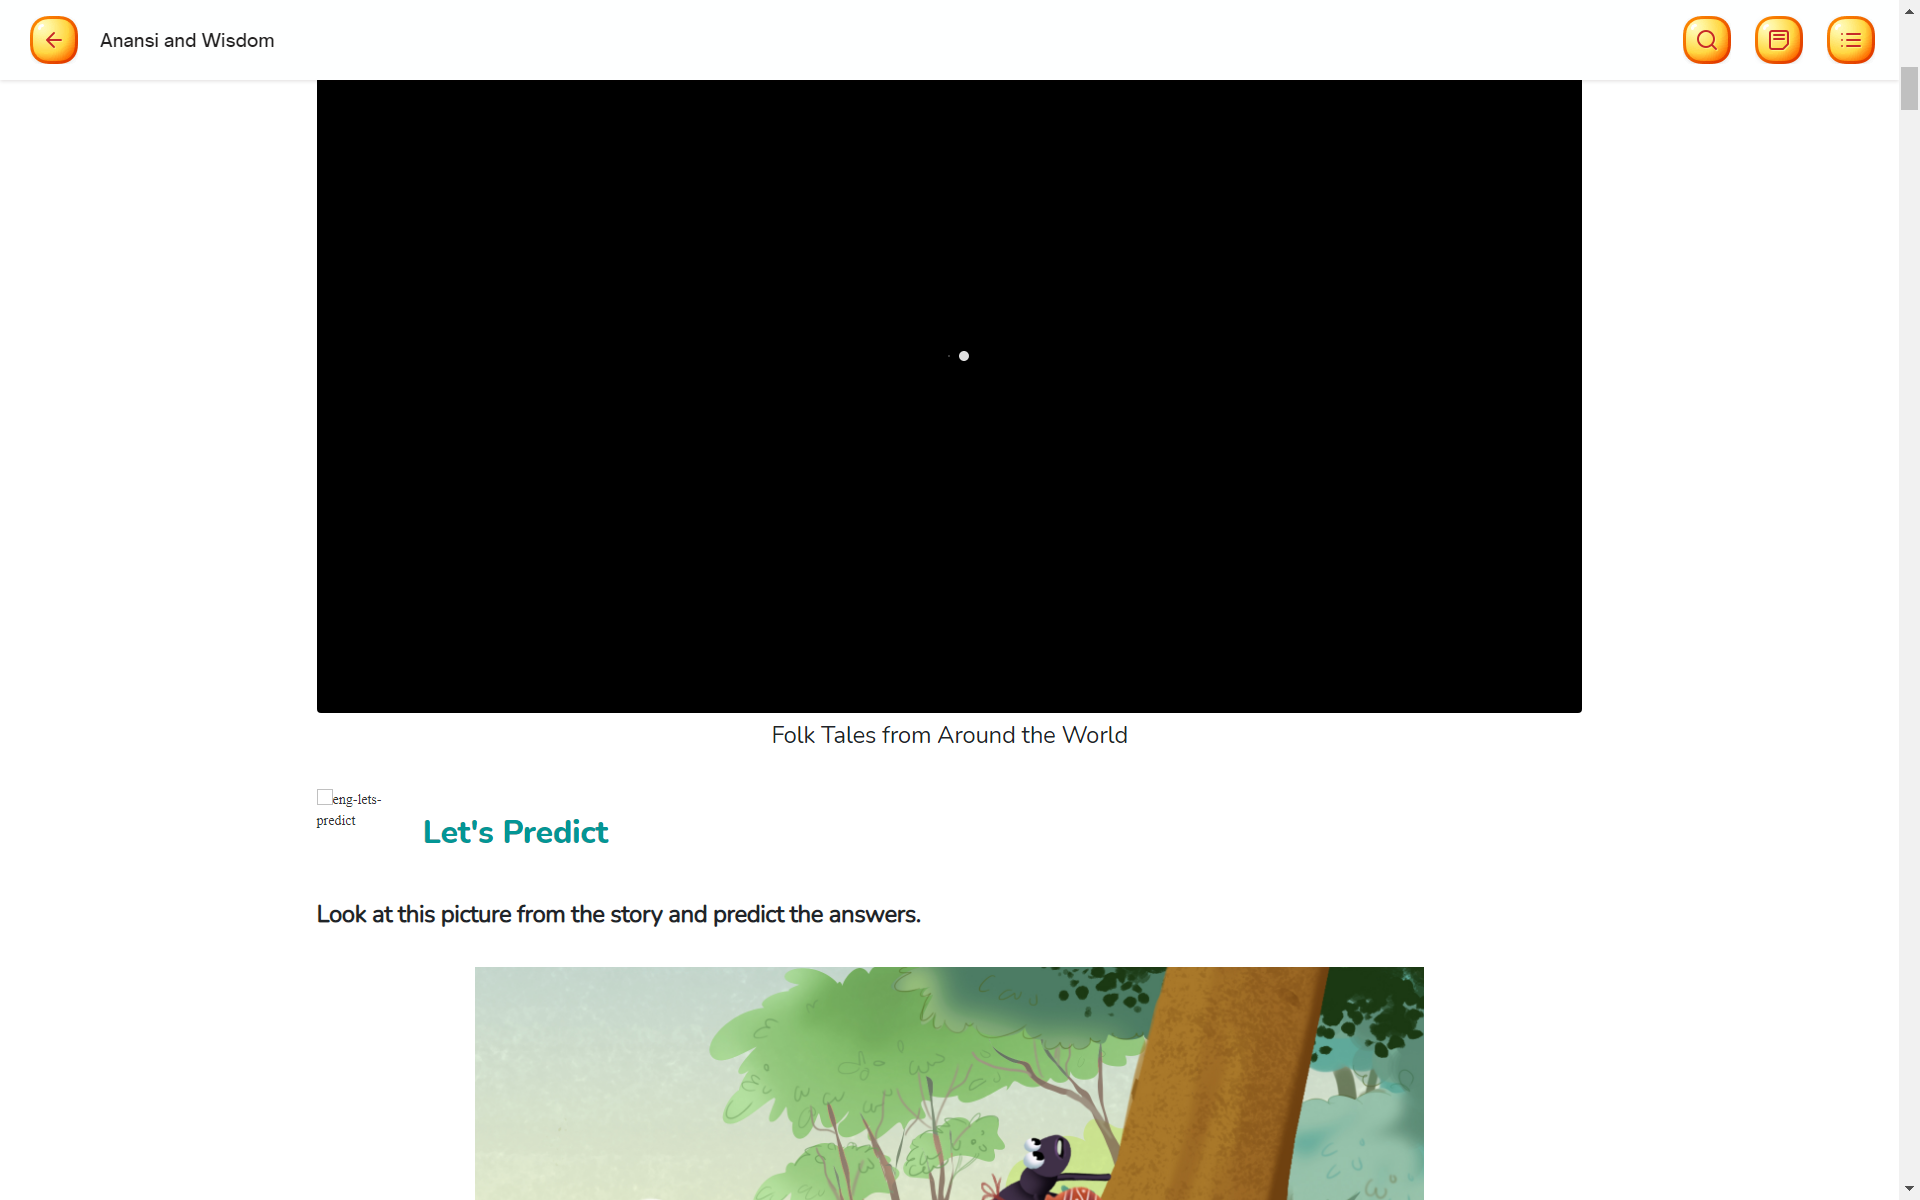 Anansi and Wisdom
Folk Tales from Around the World
eng-lets-
predict
Let's Predict
Look at this picture from the story and predict the answers.